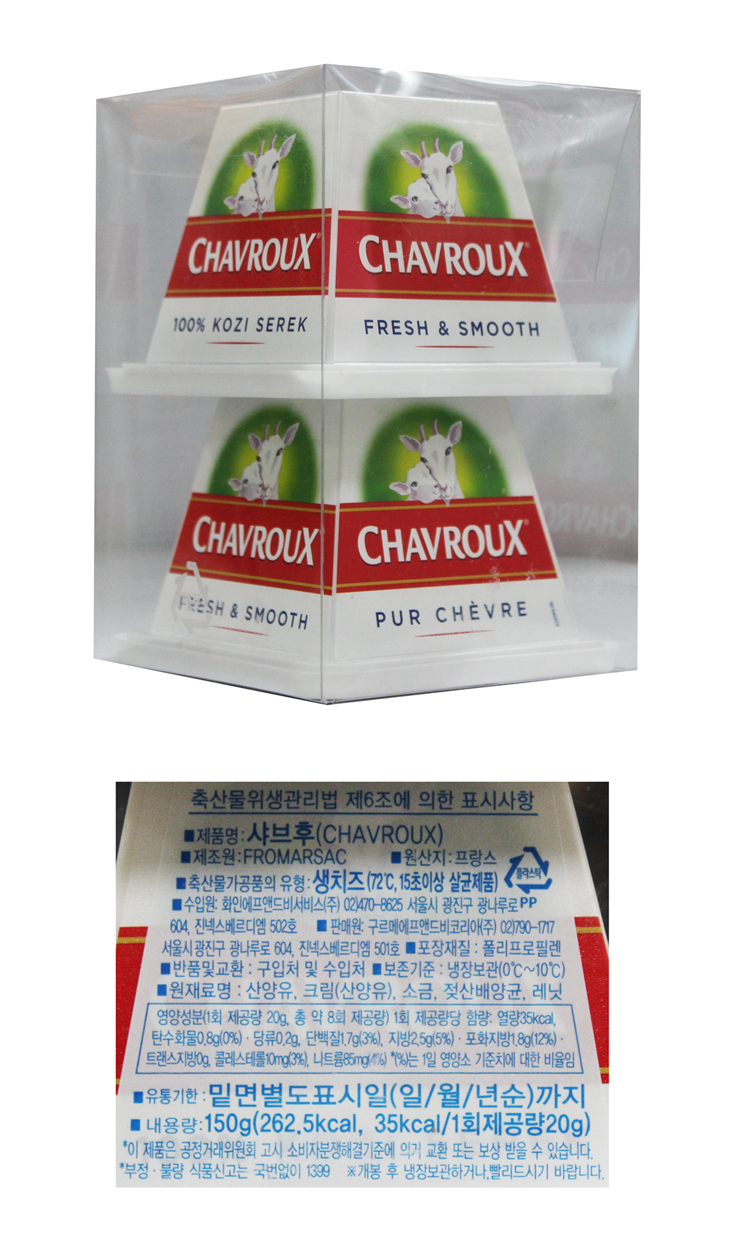 CHAVROUX®
100% KOZI SEREK
CHAVROUX®
FRESH & SMOOTH
CHAVROUX®
FRESH & SMOOTH
CHAVROUX®
PUR CHÈVRE
축산물위생관리법 제6조에 의한 표시사항
■제품명:샤브후(CHAVROUX)
■제조원:FROMARSAC ■원산지:프랑스
플라스틱
■축산물가공품의 유형:생치즈(72℃, 15초이상 살균제품)
PP
■수입원: 화인에프앤드비서비스(주) 02)470-8625 서울시 광진구 광나루로
604, 진넥스베르디엠 502호 ■판매원: 구르메에프앤드비코리아(주) 02)790-1717
서울시 광진구 광나루로 604, 진넥스베르디엠 501호 ■포장재질 : 폴리프로필렌
■반품및교환 : 구입처 및 수입처 ■보존기준 : 냉장보관(0℃~10℃)
■원재료명 : 산양유, 크림(산양유), 소금, 젖산배양균, 레닛
영양성분(1회 제공량 20g, 총 약 8회 제공량) 1회 제공량당 함량: 열량35kcal,
탄수화물0.8g(0%)·당류0.2g, 단백질1.7g(3%), 지방2.5g(5%)·포화지방1.8g(12%)·
트랜스지방0g, 콜레스테롤10mg(3%), 나트륨85mg(4%) *(%)는 1일 영양소 기준치에 대한 비율임
■유통기한:밑면별도표시일(일/월/년순)까지
■내용량:150g(262.5kcal, 35kcal/1회제공량20g)
*이 제품은 공정거래위원회 고시 소비자분쟁해결기준에 의거 교환 또는 보상 받을 수 있습니다.
*부정·불량 식품신고는 국번없이 1399 ※개봉 후 냉장보관하거나,빨리드시기 바랍니다.